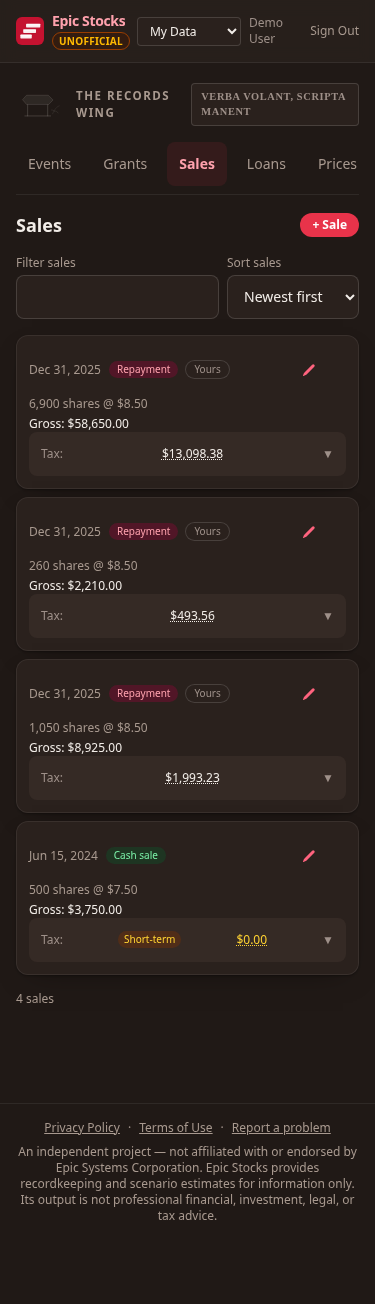 Epic Stocks
UNOFFICIAL
My Data
Demo
User
Sign Out
THE RECORDS
WING
VERBA VOLANT, SCRIPTA
MANENT
Events Grants Sales Loans Prices
Sales
+ Sale
Filter sales
Sort sales
Newest first
Dec 31, 2025 Repayment Yours
6,900 shares @ $8.50
Gross: $58,650.00
Tax: $13,098.38 ▼
Dec 31, 2025 Repayment Yours
260 shares @ $8.50
Gross: $2,210.00
Tax: $493.56 ▼
Dec 31, 2025 Repayment Yours
1,050 shares @ $8.50
Gross: $8,925.00
Tax: $1,993.23 ▼
Jun 15, 2024 Cash sale
500 shares @ $7.50
Gross: $3,750.00
Tax: Short-term $0.00 ▼
4 sales
Privacy Policy · Terms of Use · Report a problem
An independent project — not affiliated with or endorsed by
Epic Systems Corporation. Epic Stocks provides
recordkeeping and scenario estimates for information only.
Its output is not professional financial, investment, legal, or
tax advice.